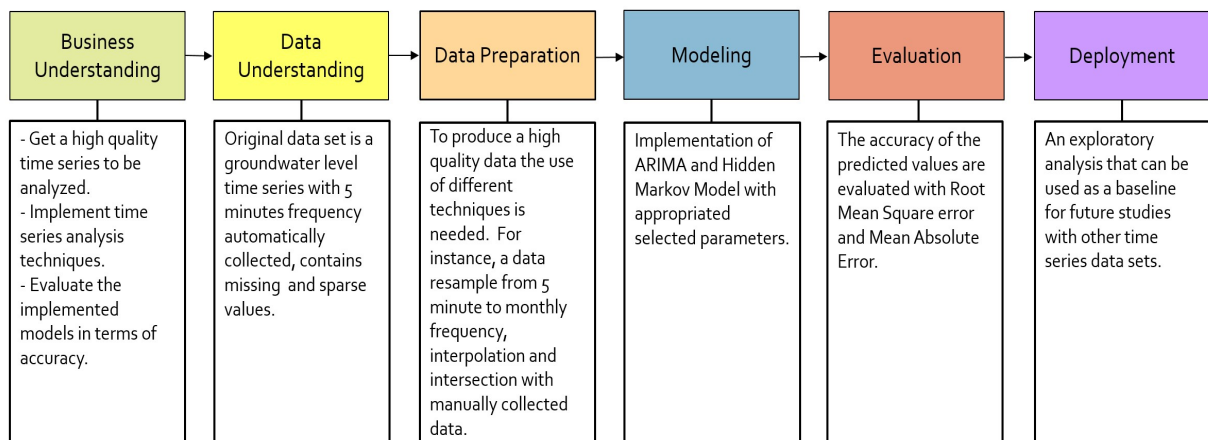 Business
Understanding
Data
Understanding
Data Preparation
Modeling
Evaluation
Deployment
- Get a high quality
time series to be
analyzed.
- Implement time
series analysis
techniques.
- Evaluate the
implemented
models in terms of
accuracy.
Original data set is a
groundwater level
time series with 5
minutes frequency
automatically
collected, contains
missing and sparse
values.
To produce a high
quality data the use
of different
techniques is
needed. For
instance, a data
resample from 5
minute to monthly
frequency,
interpolation and
intersection with
manually collected
data.
Implementation of
ARIMA and Hidden
Markov Model with
appropriated
selected parameters.
The accuracy of the
predicted values are
evaluated with Root
Mean Square error
and Mean Absolute
Error.
An exploratory
analysis that can be
used as a baseline
for future studies
with other time
series data sets.